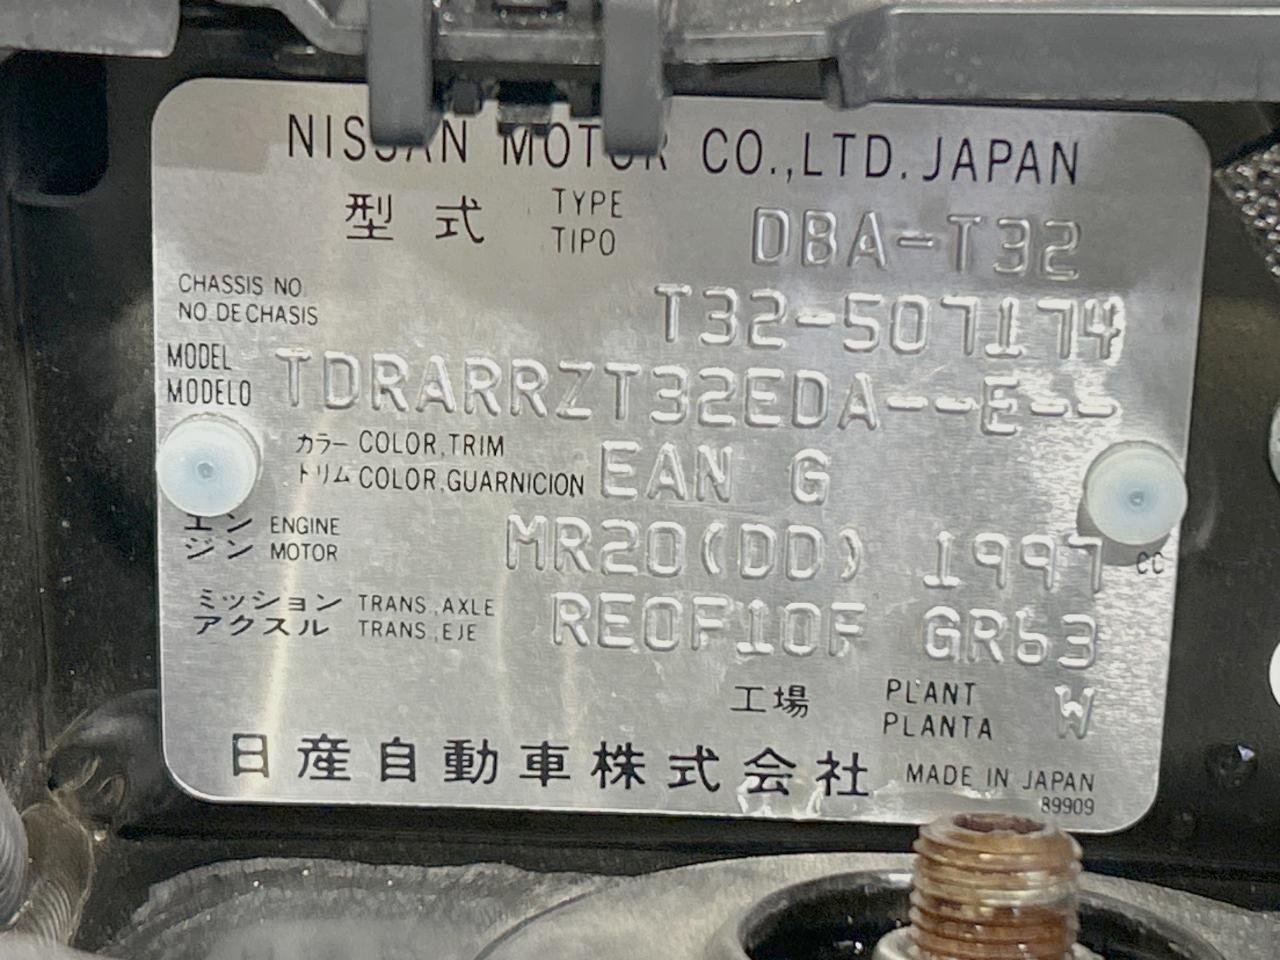 NISSAN MOTOR CO.,LTD.JAPAN
型式 TYPE DBA-T32
TIPO
CHASSIS NO. T32-507174
NO.DE CHASIS
MODEL TDRARRZT32EDA--E--
MODELO
カラー COLOR,TRIM EAN G
トリム COLOR,GUARNICION
エン ENGINE MR20(DD) 1997 CC
ジン MOTOR
ミッション TRANS.,AXLE RE0F10F GR63
アクスル TRANS.,EJE
工場 PLANT W
PLANTA
日産自動車株式会社 MADE IN JAPAN
89909